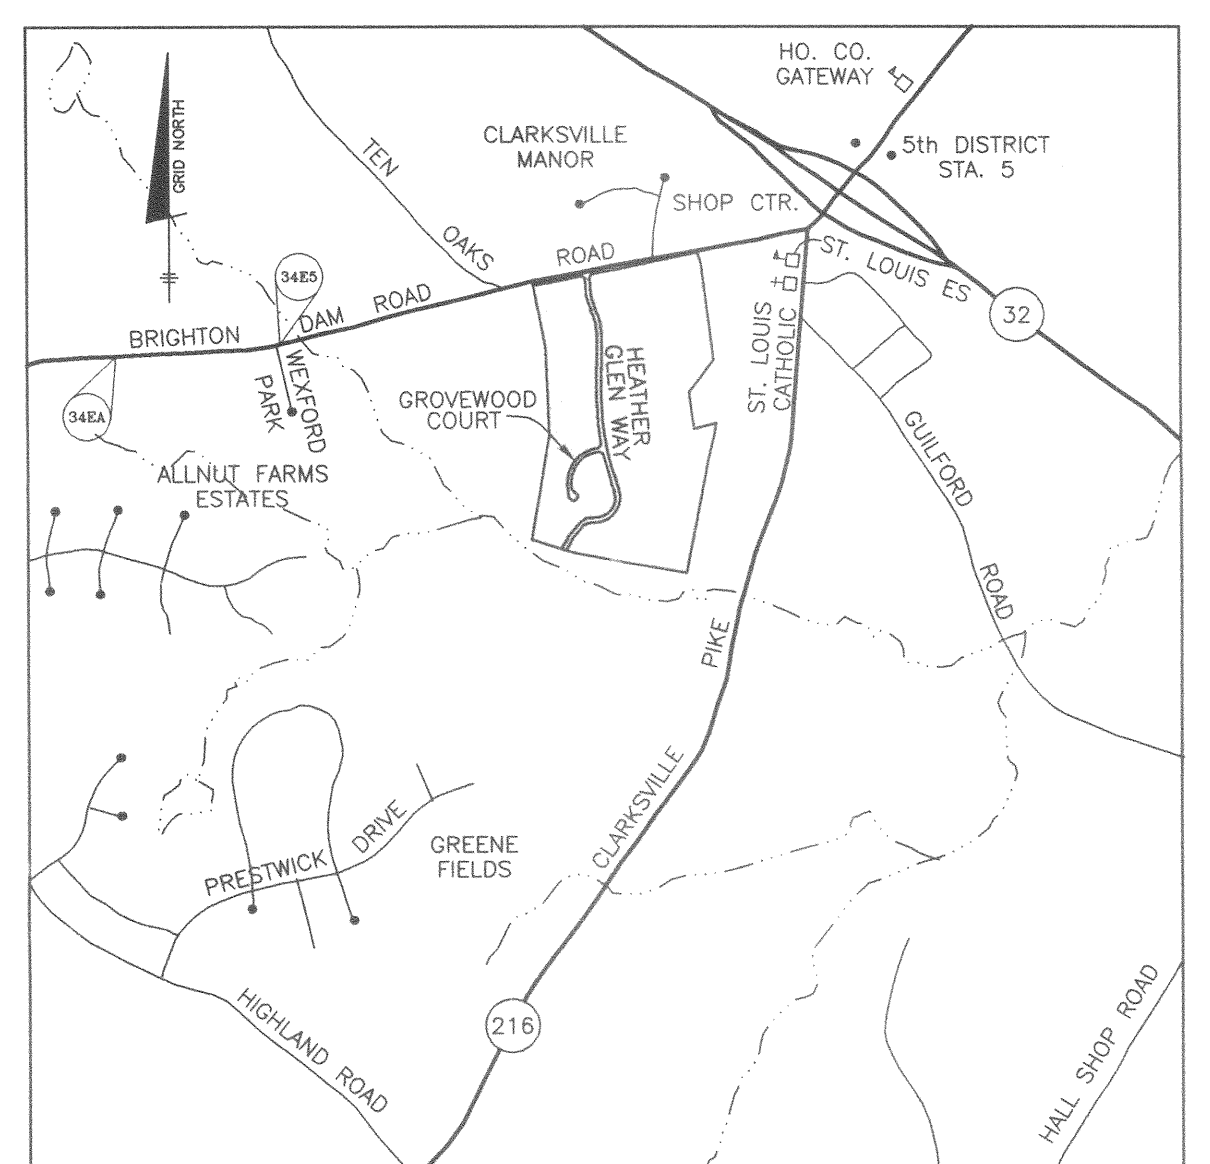 HO. CO.
GATEWAY
GRID NORTH
CLARKSVILLE
MANOR
5th DISTRICT
STA. 5
TEN
OAKS
ROAD
SHOP CTR.
ST. LOUIS ES
34E5
32
BRIGHTON
DAM
ROAD
WEXFORD
PARK
34EA
ST. LOUIS
CATHOLIC
HEATHER
GLEN WAY
GROVEWOOD
COURT
ALLNUT FARMS
ESTATES
GUILFORD
ROAD
PIKE
CLARKSVILLE
PRESTWICK
DRIVE
GREENE
FIELDS
216
HIGHLAND ROAD
HALL SHOP ROAD